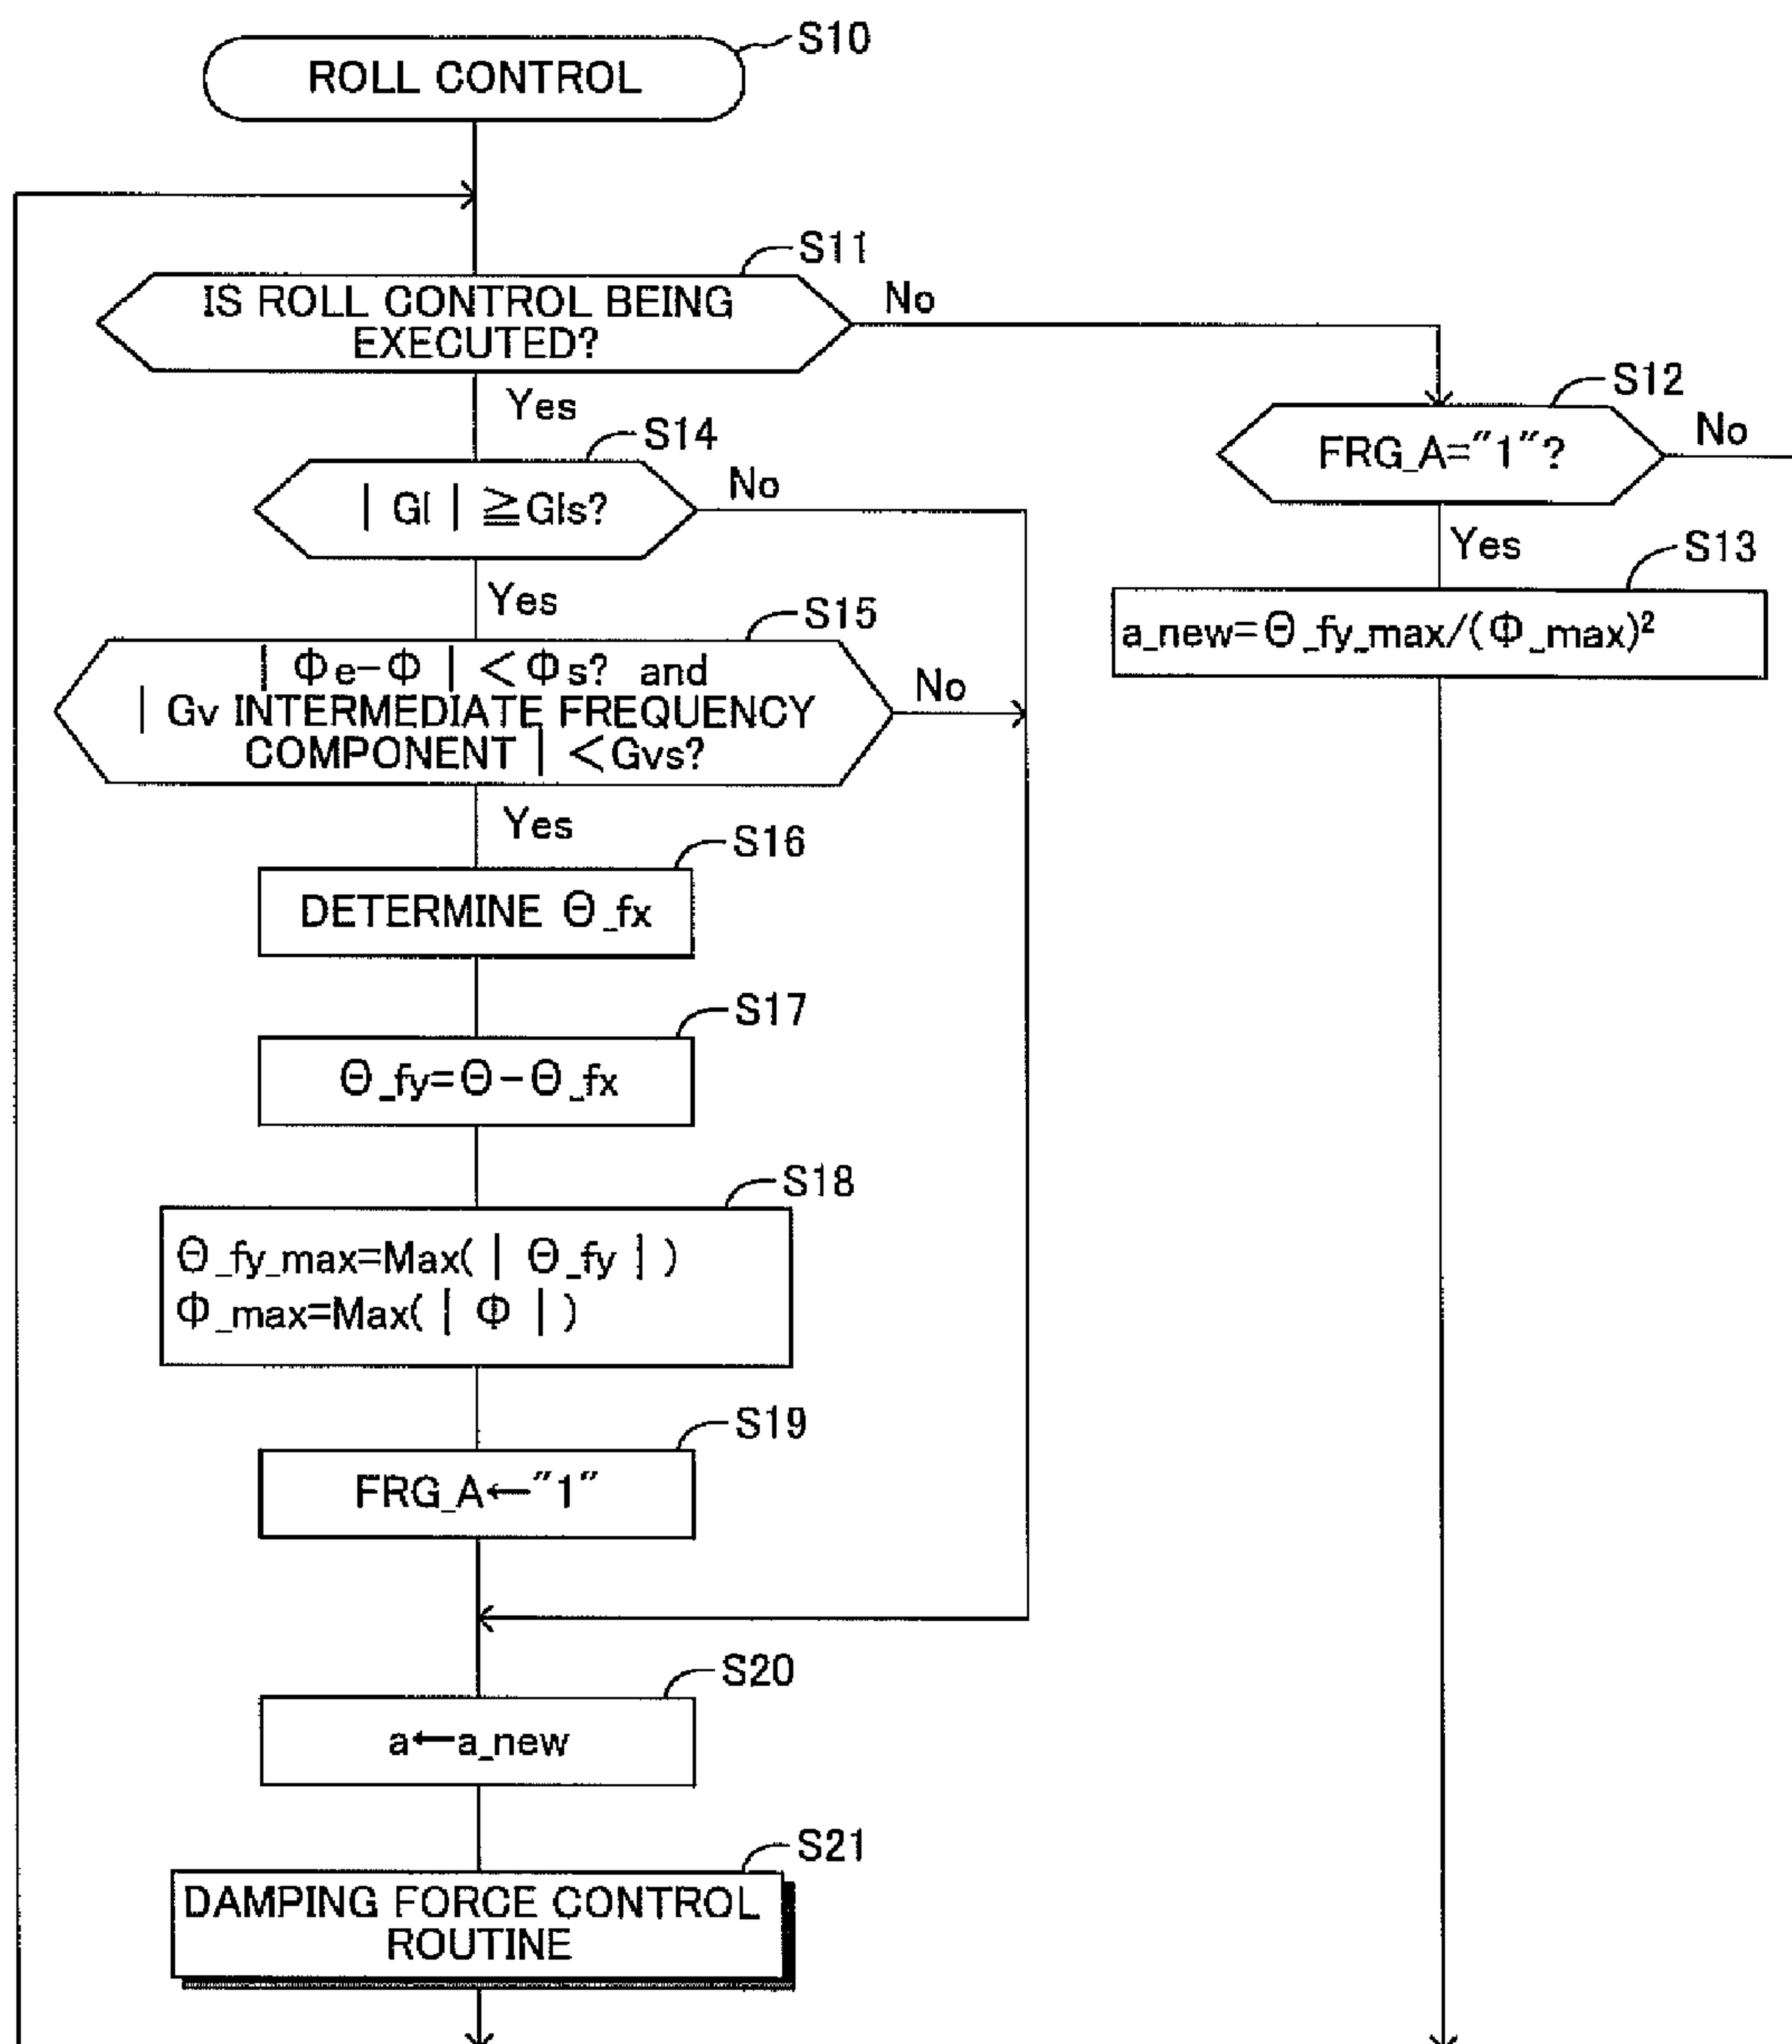 ROLL CONTROL
S10
IS ROLL CONTROL BEING
EXECUTED?
S11
No
Yes
FRG_A="1"?
S12
No
Yes
a_new=Θ_fy_max/(Φ_max)²
S13
| Gl | ≧Gls?
S14
No
Yes
| Φe-Φ | <Φs? and
| Gv INTERMEDIATE FREQUENCY
COMPONENT | <Gvs?
S15
No
Yes
DETERMINE Θ_fx
S16
Θ_fy=Θ-Θ_fx
S17
Θ_fy_max=Max( | Θ_fy | )
Φ_max=Max( | Φ | )
S18
FRG_A←"1"
S19
a←a_new
S20
DAMPING FORCE CONTROL
ROUTINE
S21